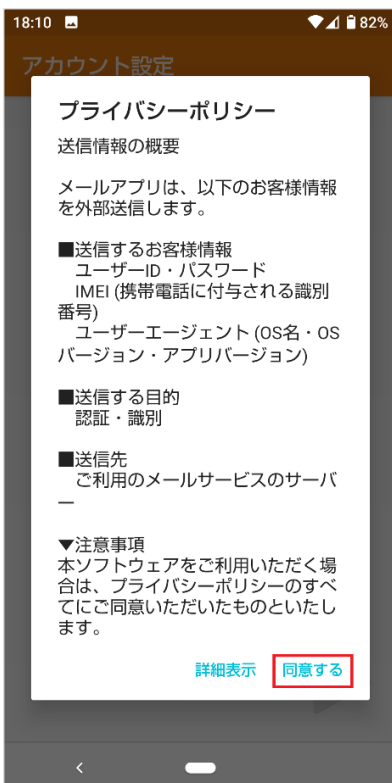 18:10 82%
アカウント設定
プライバシーポリシー
送信情報の概要
メールアプリは、以下のお客様情報
を外部送信します。
■送信するお客様情報
ユーザーID・パスワード
IMEI (携帯電話に付与される識別
番号)
ユーザーエージェント (OS名・OS
バージョン・アプリバージョン)
■送信する目的
認証・識別
■送信先
ご利用のメールサービスのサーバ
ー
▼注意事項
本ソフトウェアをご利用いただく場
合は、プライバシーポリシーのすべ
てにご同意いただいたものといたし
ます。
詳細表示 同意する